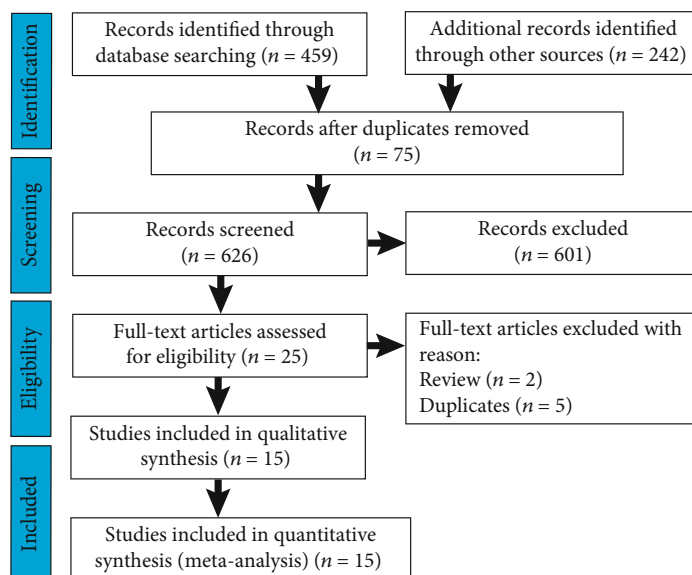 Identification
Records identified through
database searching (n = 459)
Additional records identified
through other sources (n = 242)
Records after duplicates removed
(n = 75)
Screening
Records screened
(n = 626)
Records excluded
(n = 601)
Eligibility
Full-text articles assessed
for eligibility (n = 25)
Full-text articles excluded with
reason:
Review (n = 2)
Duplicates (n = 5)
Studies included in qualitative
synthesis (n = 15)
Included
Studies included in quantitative
synthesis (meta-analysis) (n = 15)